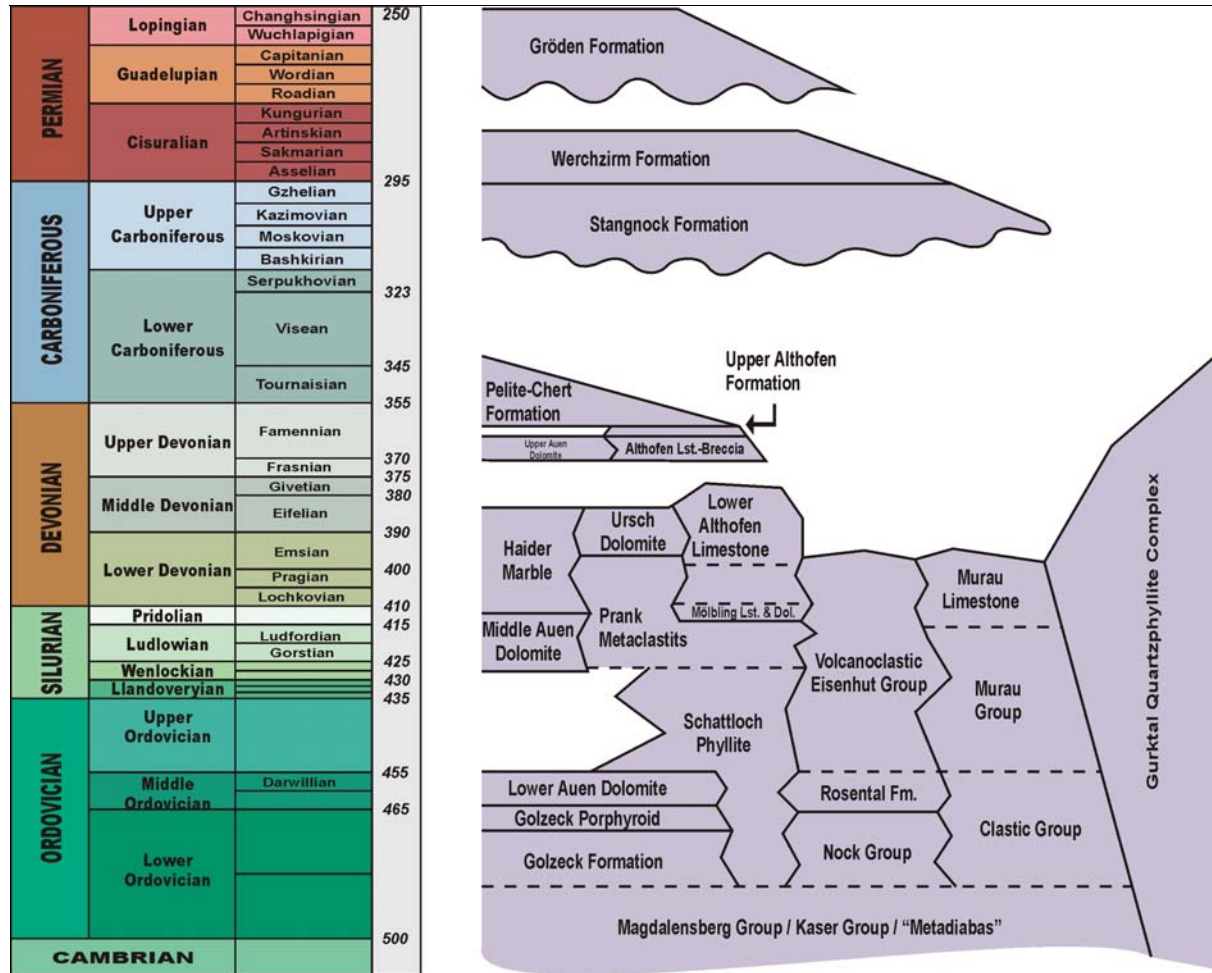 PERMIAN
Lopingian
Changhsingian
Wuchlapigian
Guadelupian
Capitanian
Wordian
Roadian
Cisuralian
Kungurian
Artinskian
Sakmarian
Asselian
CARBONIFEROUS
Upper
Carboniferous
Gzhelian
Kazimovian
Moskovian
Bashkirian
Lower
Carboniferous
Serpukhovian
Visean
Tournaisian
DEVONIAN
Upper Devonian
Famennian
Frasnian
Middle Devonian
Givetian
Eifelian
Lower Devonian
Emsian
Pragian
Lochkovian
SILURIAN
Pridolian
Ludlowian
Ludfordian
Gorstian
Wenlockian
Llandoveryian
ORDOVICIAN
Upper
Ordovician
Middle
Ordovician
Darwillian
Lower
Ordovician
CAMBRIAN
250
295
323
345
355
370
375
380
390
400
410
415
425
430
435
455
465
500
Gröden Formation
Werchzirm Formation
Stangnock Formation
Upper Althofen
Formation
Pelite-Chert
Formation
Upper Auen
Dolomite
Althofen Lst.-Breccia
Haider
Marble
Ursch
Dolomite
Lower
Althofen
Limestone
Mölbling Lst. & Dol.
Middle Auen
Dolomite
Prank
Metaclastits
Murau
Limestone
Volcanoclastic
Eisenhut Group
Murau
Group
Schattloch
Phyllite
Lower Auen Dolomite
Golzeck Porphyroid
Golzeck Formation
Rosental Fm.
Nock Group
Clastic Group
Magdalensberg Group / Kaser Group / "Metadiabas"
Gurktal Quartzphyllite Complex